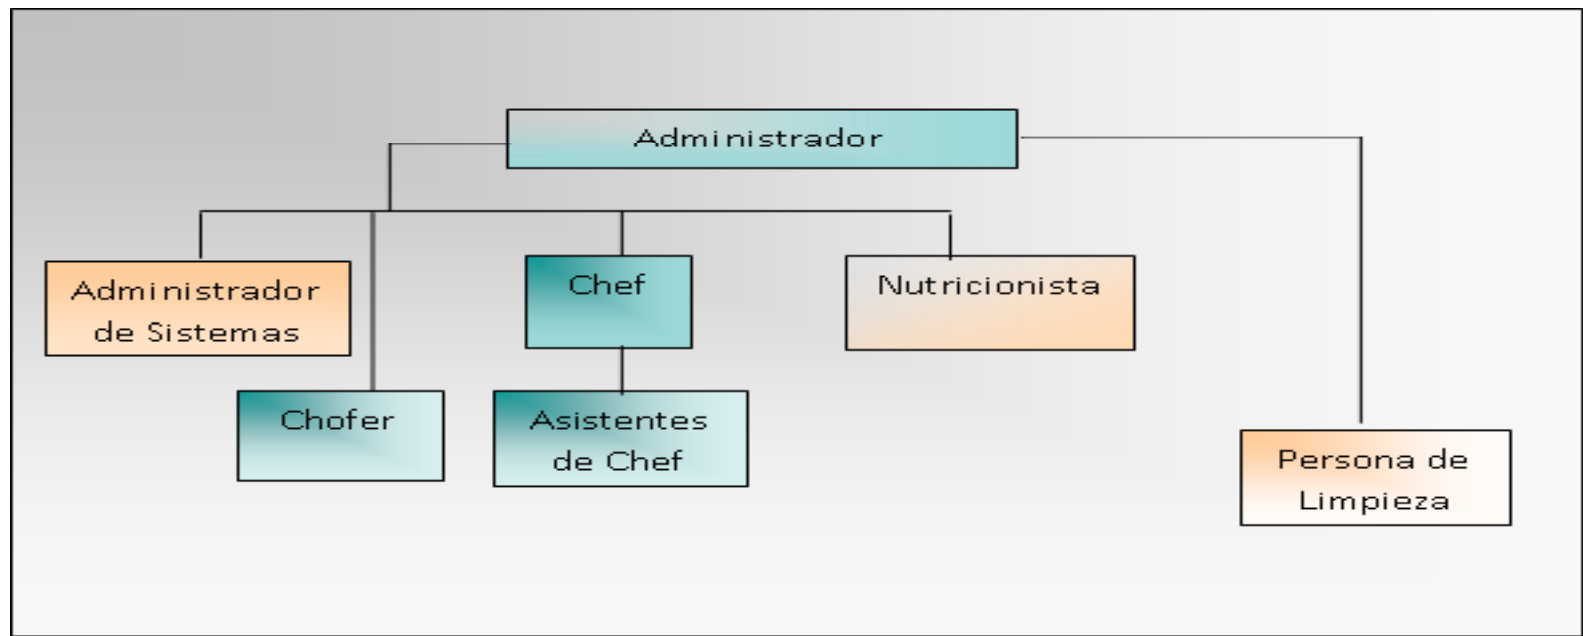 Administrador
Administrador
de Sistemas
Chef
Nutricionista
Chofer
Asistentes
de Chef
Persona de
Limpieza